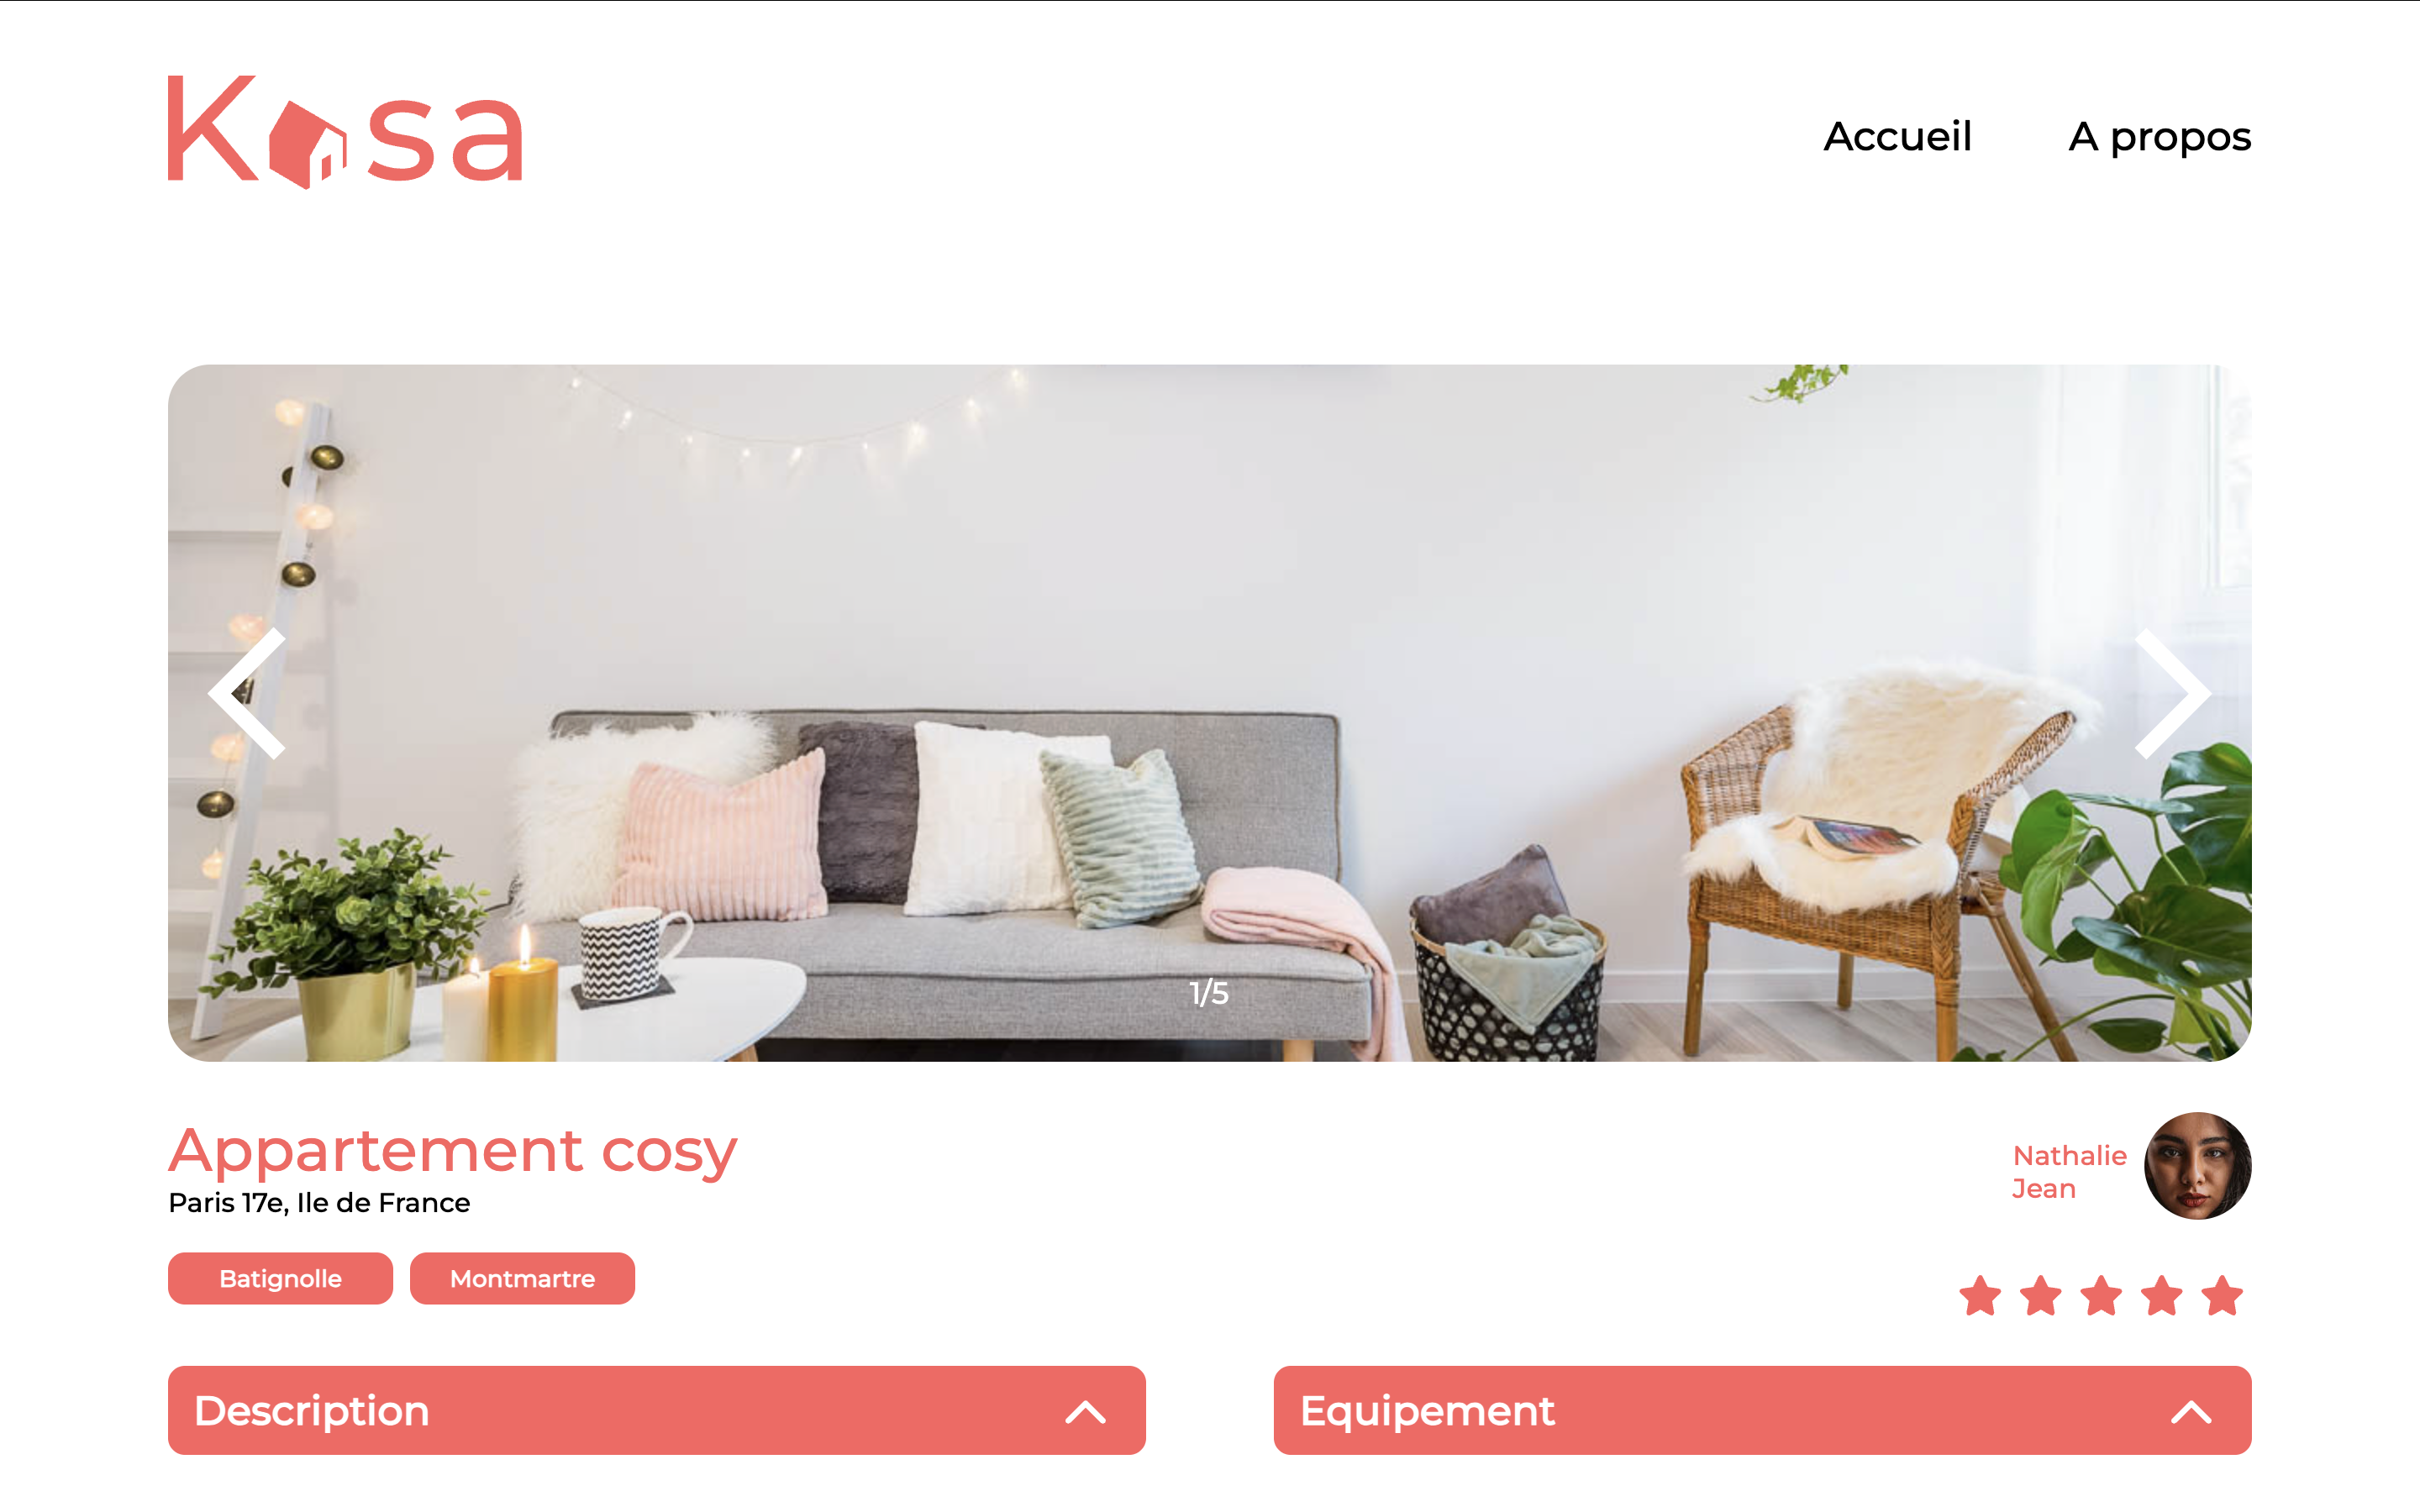 Kasa
Accueil
A propos
1/5
Appartement cosy
Paris 17e, Ile de France
Nathalie
Jean
Batignolle
Montmartre
Description
Equipement